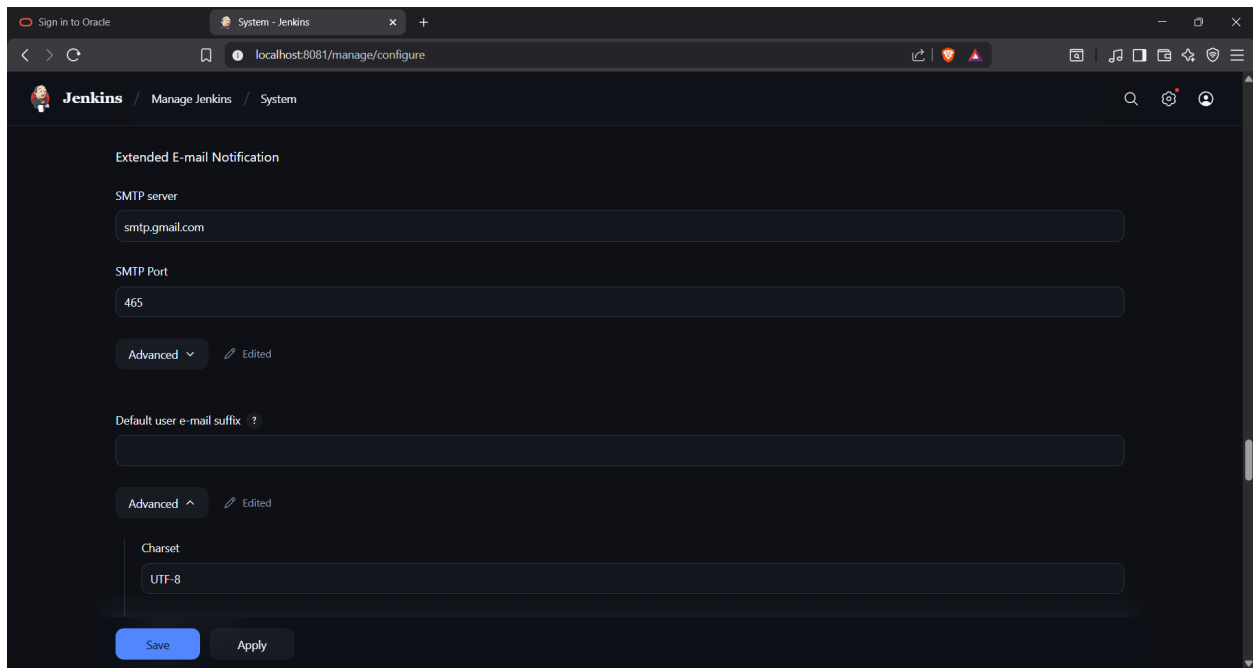 Sign in to Oracle
System - Jenkins
localhost:8081/manage/configure
Jenkins / Manage Jenkins / System
Extended E-mail Notification
SMTP server
smtp.gmail.com
SMTP Port
465
Advanced Edited
Default user e-mail suffix ?
Advanced Edited
Charset
UTF-8
Save Apply